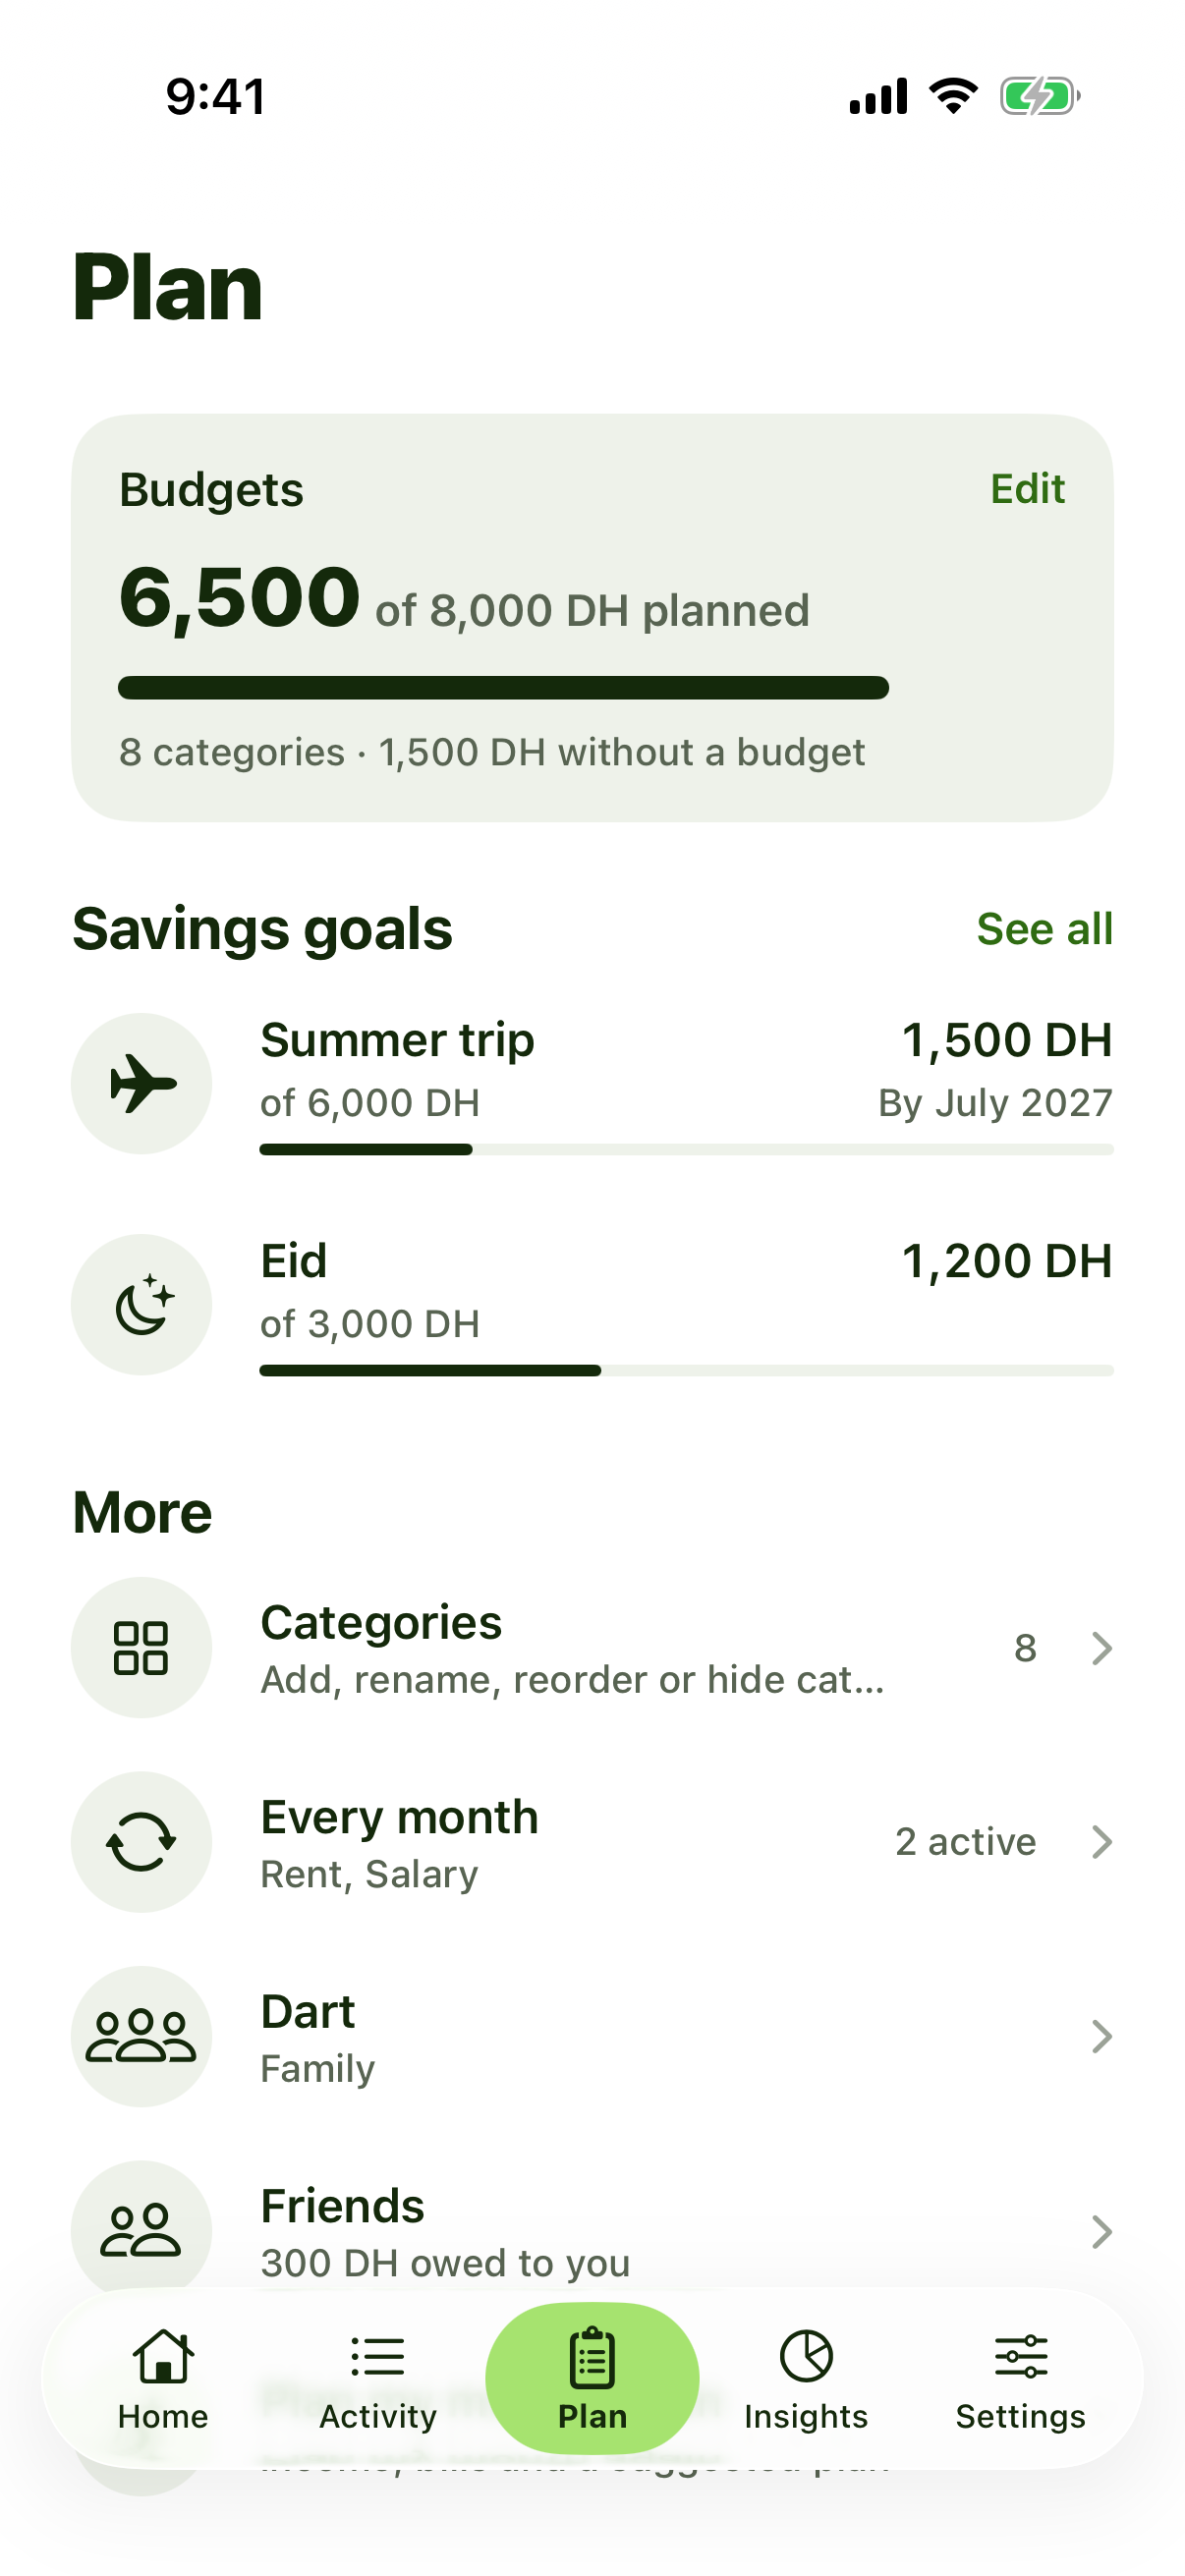 9:41
Plan
Budgets
Edit
6,500 of 8,000 DH planned
8 categories · 1,500 DH without a budget
Savings goals
See all
Summer trip
1,500 DH
of 6,000 DH
By July 2027
Eid
1,200 DH
of 3,000 DH
More
Categories
Add, rename, reorder or hide cat...
8
Every month
Rent, Salary
2 active
Dart
Family
Friends
300 DH owed to you
Home
Activity
Plan
Insights
Settings